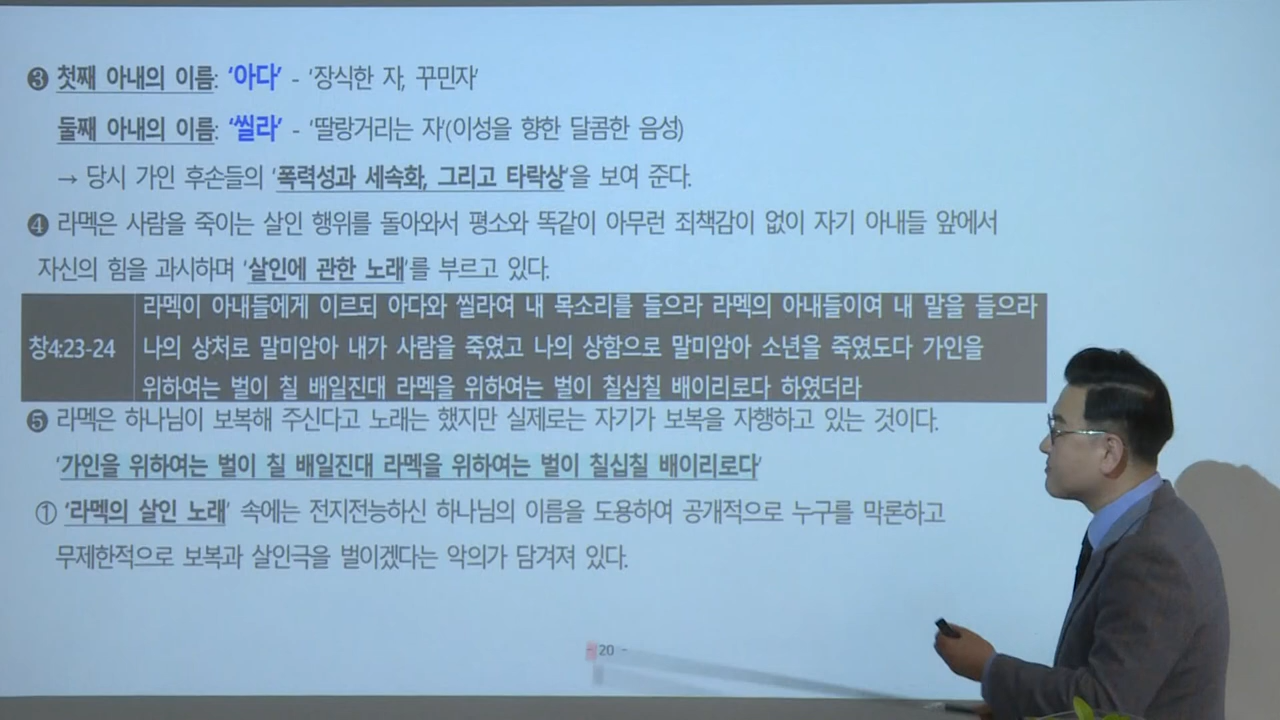 ❸ 첫째 아내의 이름: ‘아다’ - ‘장식한 자, 꾸민자’
둘째 아내의 이름: ‘씰라’ - ‘딸랑거리는 자’(이성을 향한 달콤한 음성)
→ 당시 가인 후손들의 ‘폭력성과 세속화, 그리고 타락상’을 보여 준다.
❹ 라멕은 사람을 죽이는 살인 행위를 돌아와서 평소와 똑같이 아무런 죄책감이 없이 자기 아내들 앞에서
자신의 힘을 과시하며 ‘살인에 관한 노래’를 부르고 있다.
라멕이 아내들에게 이르되 아다와 씰라여 내 목소리를 들으라 라멕의 아내들이여 내 말을 들으라
창4:23-24 나의 상처로 말미암아 내가 사람을 죽였고 나의 상함으로 말미암아 소년을 죽였도다 가인을
위하여는 벌이 칠 배일진대 라멕을 위하여는 벌이 칠십칠 배이리로다 하였더라
❺ 라멕은 하나님이 보복해 주신다고 노래는 했지만 실제로는 자기가 보복을 자행하고 있는 것이다.
‘가인을 위하여는 벌이 칠 배일진대 라멕을 위하여는 벌이 칠십칠 배이리로다’
① ‘라멕의 살인 노래’ 속에는 전지전능하신 하나님의 이름을 도용하여 공개적으로 누구를 막론하고
무제한적으로 보복과 살인극을 벌이겠다는 악의가 담겨져 있다.
- 20 -